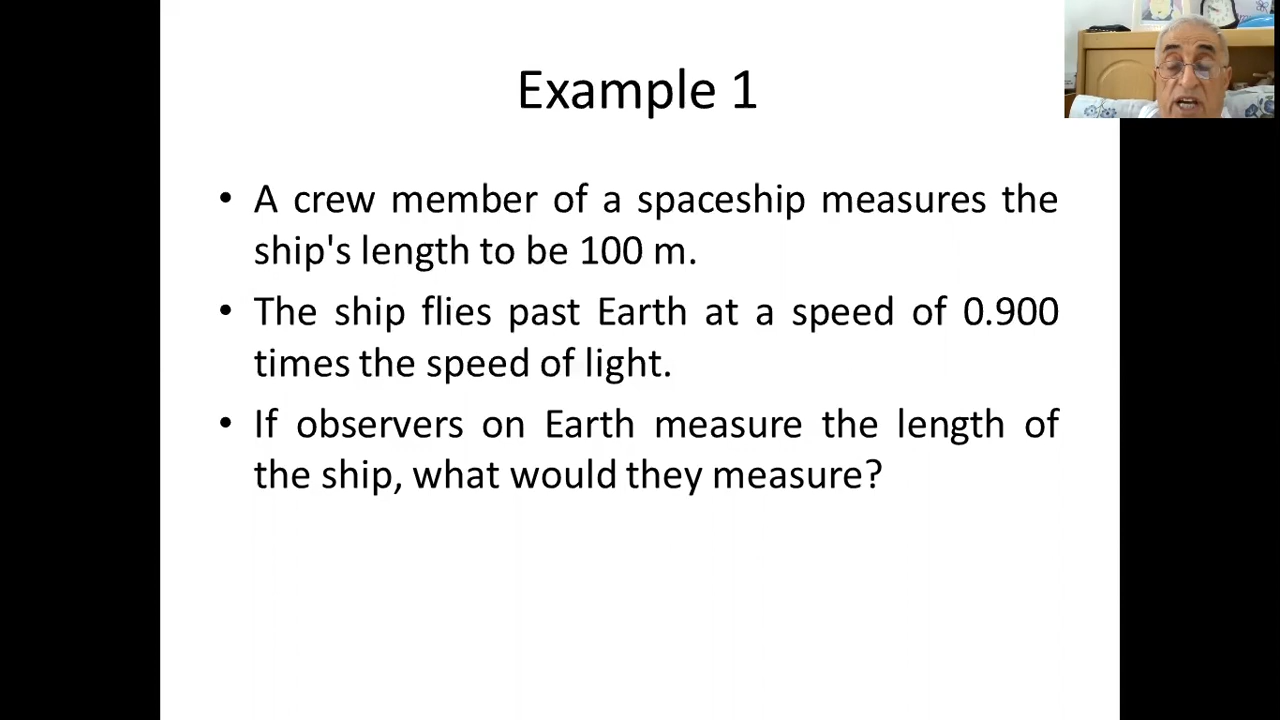 Example 1
• A crew member of a spaceship measures the
ship's length to be 100 m.
• The ship flies past Earth at a speed of 0.900
times the speed of light.
• If observers on Earth measure the length of
the ship, what would they measure?